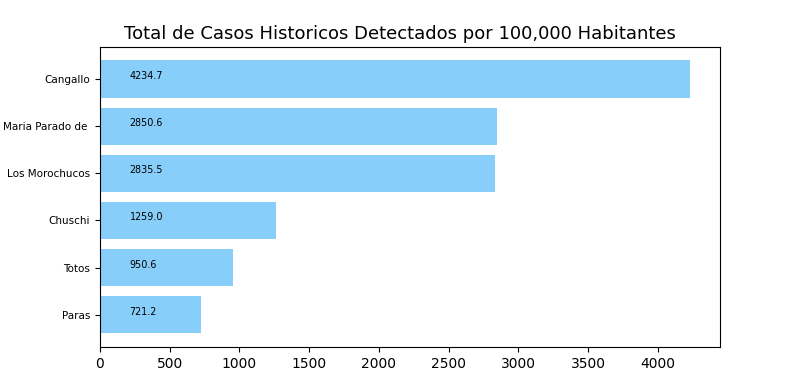 Total de Casos Historicos Detectados por 100,000 Habitantes
Cangallo 4234.7
Maria Parado de 2850.6
Los Morochucos 2835.5
Chuschi 1259.0
Totos 950.6
Paras 721.2
0 500 1000 1500 2000 2500 3000 3500 4000